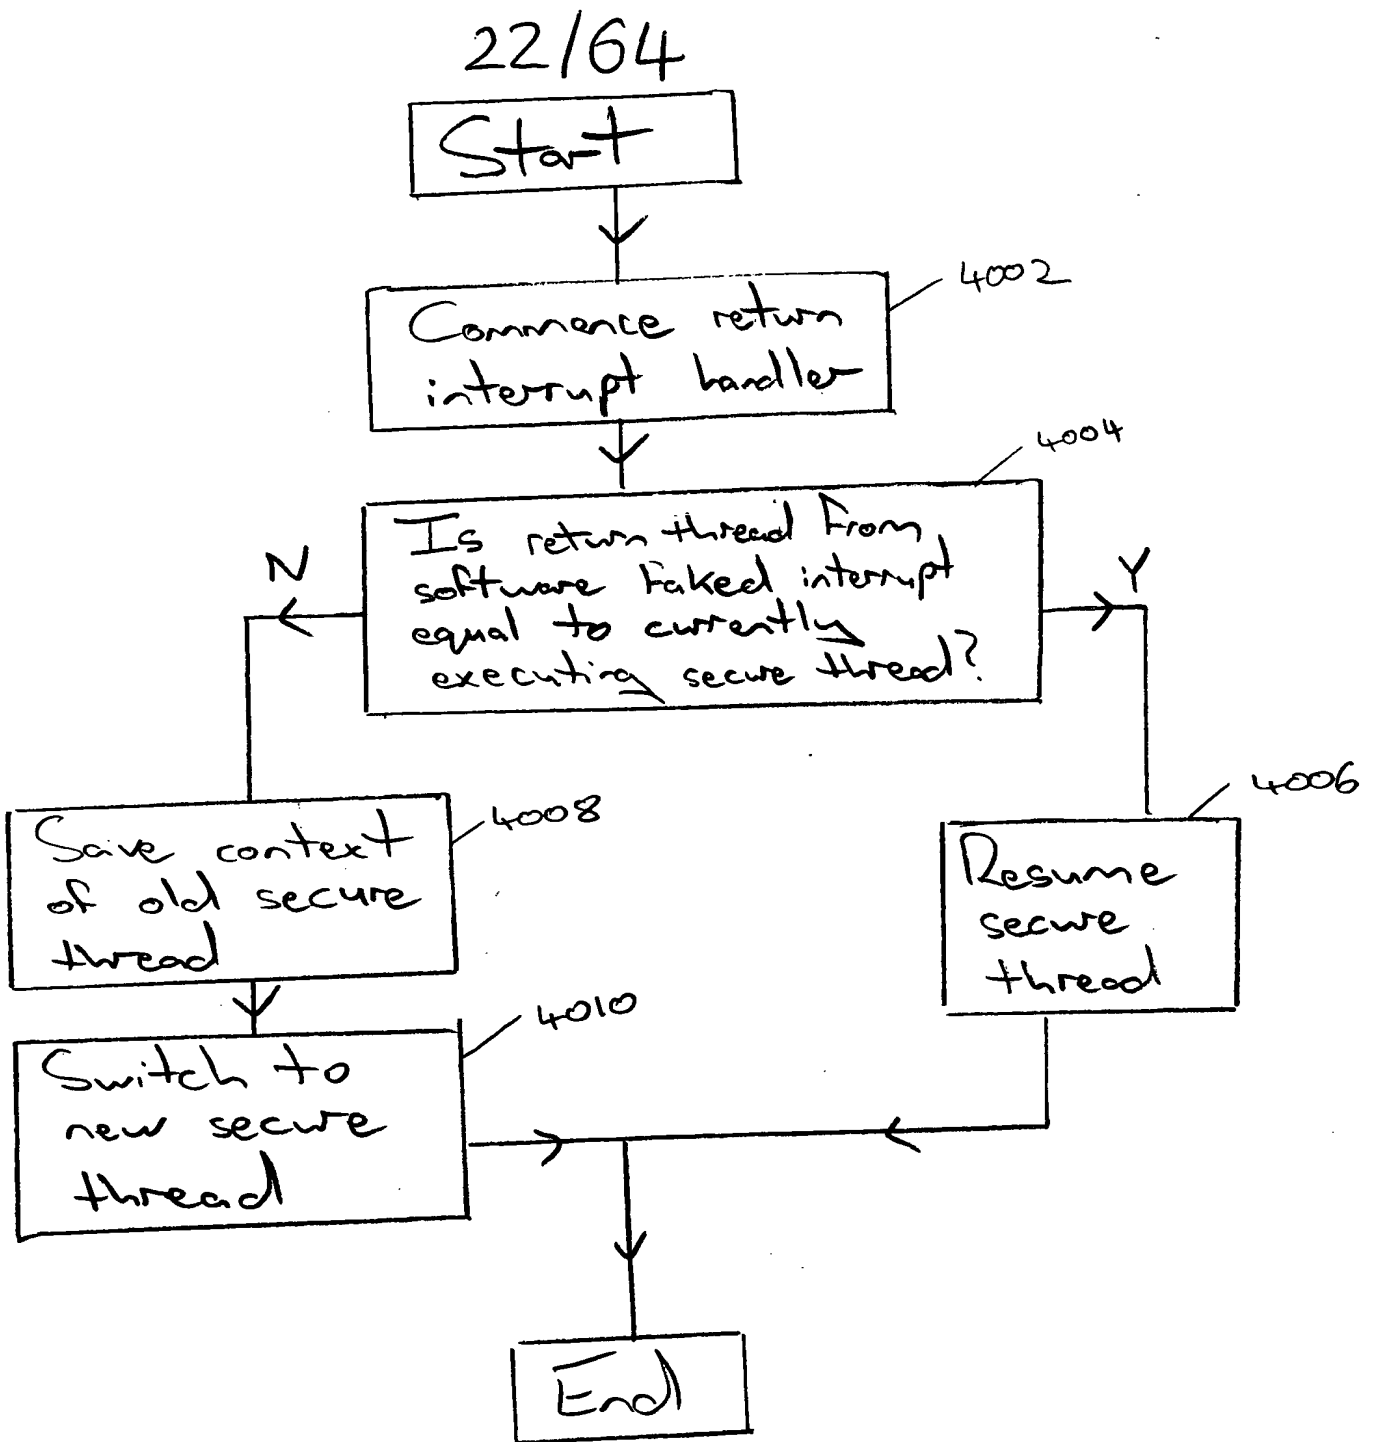 22/64
Start
4002
Commence return
interrupt handler
4004
Is return thread from
software faked interrupt
equal to currently
executing secure thread?
N
Y
4008
Save context
of old secure
thread
4006
Resume
secure
thread
4010
Switch to
new secure
thread
End